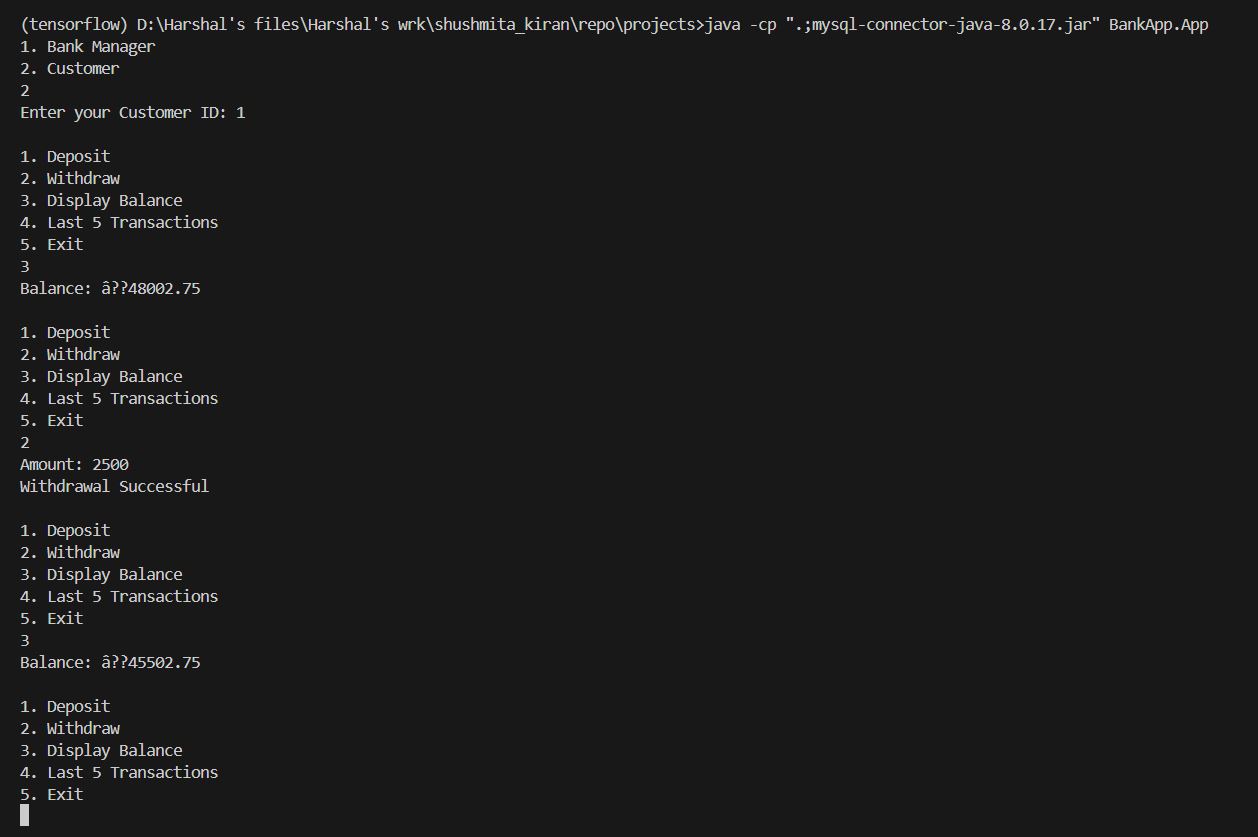 (tensorflow) D:\Harshal's files\Harshal's wrk\shushmita_kiran\repo\projects>java -cp ".;mysql-connector-java-8.0.17.jar" BankApp.App
1. Bank Manager
2. Customer
2
Enter your Customer ID: 1
1. Deposit
2. Withdraw
3. Display Balance
4. Last 5 Transactions
5. Exit
3
Balance: â??48002.75
1. Deposit
2. Withdraw
3. Display Balance
4. Last 5 Transactions
5. Exit
2
Amount: 2500
Withdrawal Successful
1. Deposit
2. Withdraw
3. Display Balance
4. Last 5 Transactions
5. Exit
3
Balance: â??45502.75
1. Deposit
2. Withdraw
3. Display Balance
4. Last 5 Transactions
5. Exit